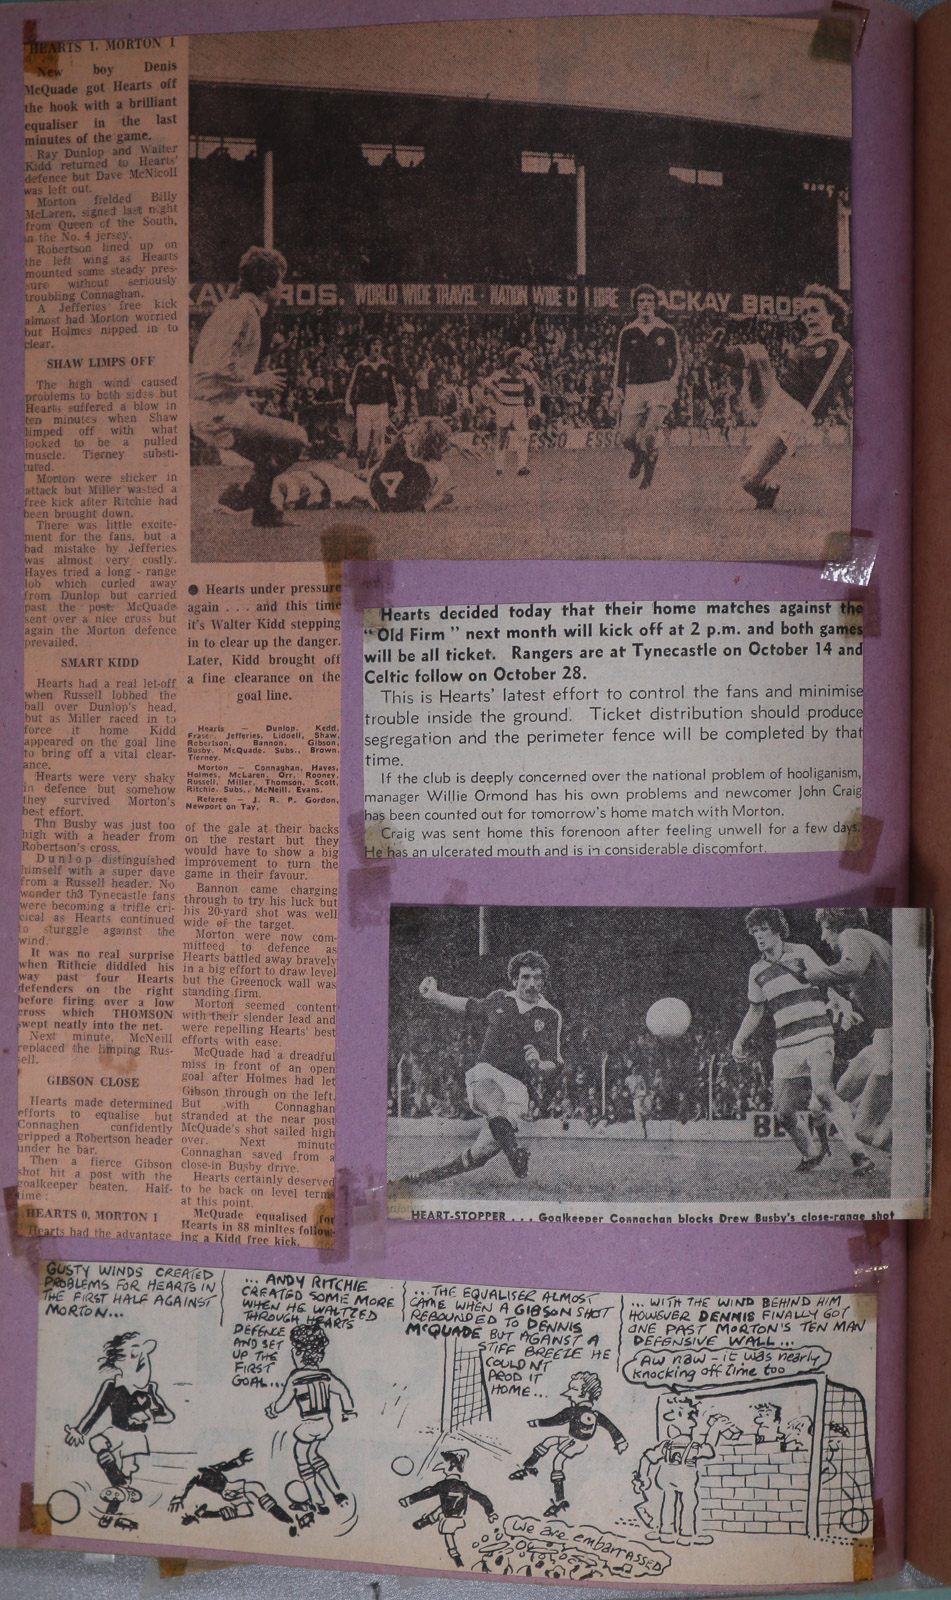 HEARTS 1, MORTON 1
New boy Denis
McQuade got Hearts off
the hook with a brilliant
equaliser in the last
minutes of the game.
Ray Dunlop and Walter
Kidd returned to Hearts'
defence but Dave McNicoll
was left out.
Morton fielded Billy
McLaren, signed last night
from Queen of the South,
in the No. 4 jersey.
Robertson lined up on
the left wing as Hearts
mounted some steady pres-
sure without seriously
troubling Connaghan.
A Jefferies free kick
almost had Morton worried
but Holmes nipped in to
clear.
SHAW LIMPS OFF
The high wind caused
problems to both sides but
Hearts suffered a blow in
ten minutes when Shaw
limped off with what
looked to be a pulled
muscle. Tierney substi-
tuted.
Morton were slicker in
attack but Miller wasted a
free kick after Ritchie had
been brought down.
There was little excite-
ment for the fans, but a
bad mistake by Jefferies
was almost very costly.
Hayes tried a long - range
lob which curled away
from Dunlop but carried
past the post. McQuade
sent over a nice cross but
again the Morton defence
prevailed.
SMART KIDD
Hearts had a real let-off
when Russell lobbed the
ball over Dunlop's head,
but as Miller raced in to
force it home Kidd
appeared on the goal line
to bring off a vital clear-
ance.
Hearts were very shaky
in defence but somehow
they survived Morton's
best effort.
Thn Busby was just too
high with a header from
Robertson's cross.
Dunlop distinguished
himself with a super dave
from a Russell header. No
wonder th3 Tynecastle fans
were becoming a trifle cri-
cical as Hearts continued
to sturggle against the
wind.
It was no real surprise
when Rithcie diddled his
way past four Hearts
defenders on the right
before firing over a low
cross which THOMSON
swept neatly into the net.
Next minute, McNeill
replaced the limping Rus-
sell.
GIBSON CLOSE
Hearts made determined
efforts to equalise but
Connaghen confidently
gripped a Robertson header
under he bar.
Then a fierce Gibson
shot hit a post with the
goalkeeper beaten. Half-
time :
HEARTS 0, MORTON 1
Hearts had the advantage
KAY BROS. WORLD WIDE TRAVEL · NATION WIDE HIRE MACKAY BROS
ESSO ESSO ESSO
4
● Hearts under pressure
again . . . and this time
it's Walter Kidd stepping
in to clear up the danger.
Later, Kidd brought off
a fine clearance on the
goal line.
Hearts — Dunlop, Kedd,
Fraser, Jefferies, Lidoell, Shaw,
Robertson, Bannon, Gibson,
Busby, McQuade. Subs., Brown,
Tierney.
Morton — Connaghan, Hayes,
Holmes, McLaren, Orr, Rooney,
Russell, Miller, Thomson, Scott,
Ritchie. Subs., McNeill, Evans.
Referee — J. R. P. Gordon,
Newport on Tay.
of the gale at their backs
on the restart but they
would have to show a big
improvement to turn the
game in their favour.
Bannon came charging
through to try his luck but
his 20-yard shot was well
wide of the target.
Morton were now com-
mitteed to defence as
Hearts battled away bravely
in a big effort to draw level
but the Greenock wall was
standing firm.
Morton seemed content
with their slender lead and
were repelling Hearts' best
efforts with ease.
McQuade had a dreadful
miss in front of an open
goal after Holmes had let
Gibson through on the left.
But with Connaghan
stranded at the near post
McQuade's shot sailed high
over. Next minute
Connaghan saved from a
close-in Busby drive.
Hearts certainly deserved
to be back on level terms
at this point.
McQuade equalised for
Hearts in 88 minltes follow-
ing a Kidd free kick.
Hearts decided today that their home matches against the
"Old Firm" next month will kick off at 2 p.m. and both games
will be all ticket. Rangers are at Tynecastle on October 14 and
Celtic follow on October 28.
This is Hearts' latest effort to control the fans and minimise
trouble inside the ground. Ticket distribution should produce
segregation and the perimeter fence will be completed by that
time.
If the club is deeply concerned over the national problem of hooliganism,
manager Willie Ormond has his own problems and newcomer John Craig
has been counted out for tomorrow's home match with Morton.
Craig was sent home this forenoon after feeling unwell for a few days.
He has an ulcerated mouth and is in considerable discomfort.
HEART-STOPPER . . . Goalkeeper Connachan blocks Drew Busby's close-range shot
GUSTY WINDS CREATED
PROBLEMS FOR HEARTS IN
THE FIRST HALF AGAINST
MORTON...
... ANDY RITCHIE
CREATED SOME MORE
WHEN HE WALTZED
THROUGH HEARTS
DEFENCE
AND SET
UP THE
FIRST
GOAL...
... THE EQUALISER ALMOST
CAME WHEN A GIBSON SHOT
REBOUNDED TO DENNIS
McQUADE BUT AGANST A
STIFF BREEZE HE
COULDN'T
PROD IT
HOME...
9
7
We are embarrassed
... WITH THE WIND BEHIND HIM
HOWEVER DENNIS FINALLY GOT
ONE PAST MORTON'S TEN MAN
DEFENSIVE WALL...
Aw naw - it was nearly
knocking off time too